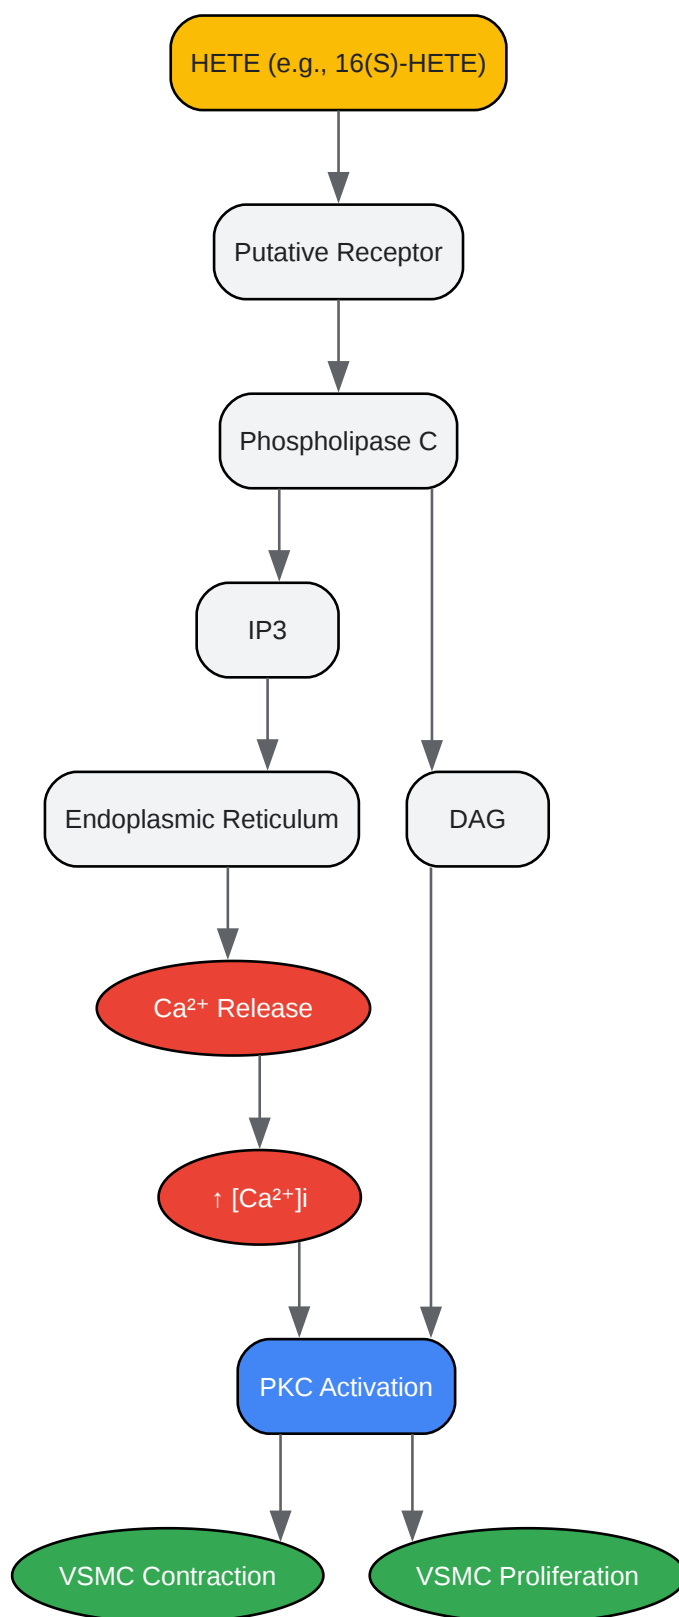 HETE (e.g., 16(S)-HETE)
Putative Receptor
Phospholipase C
IP3
Endoplasmic Reticulum
DAG
Ca²⁺ Release
↑ [Ca²⁺]i
PKC Activation
VSMC Contraction
VSMC Proliferation